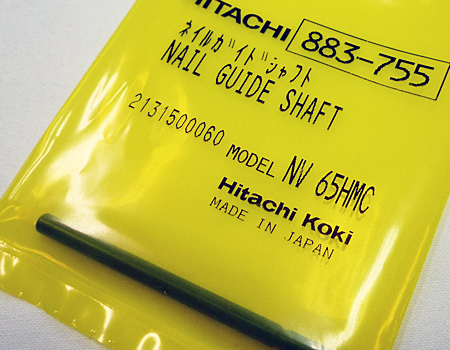 HITACHI 883-755
ネイルガイドシャフト
NAIL GUIDE SHAFT
2131500060 MODEL NV 65HMC
Hitachi Koki
MADE IN JAPAN